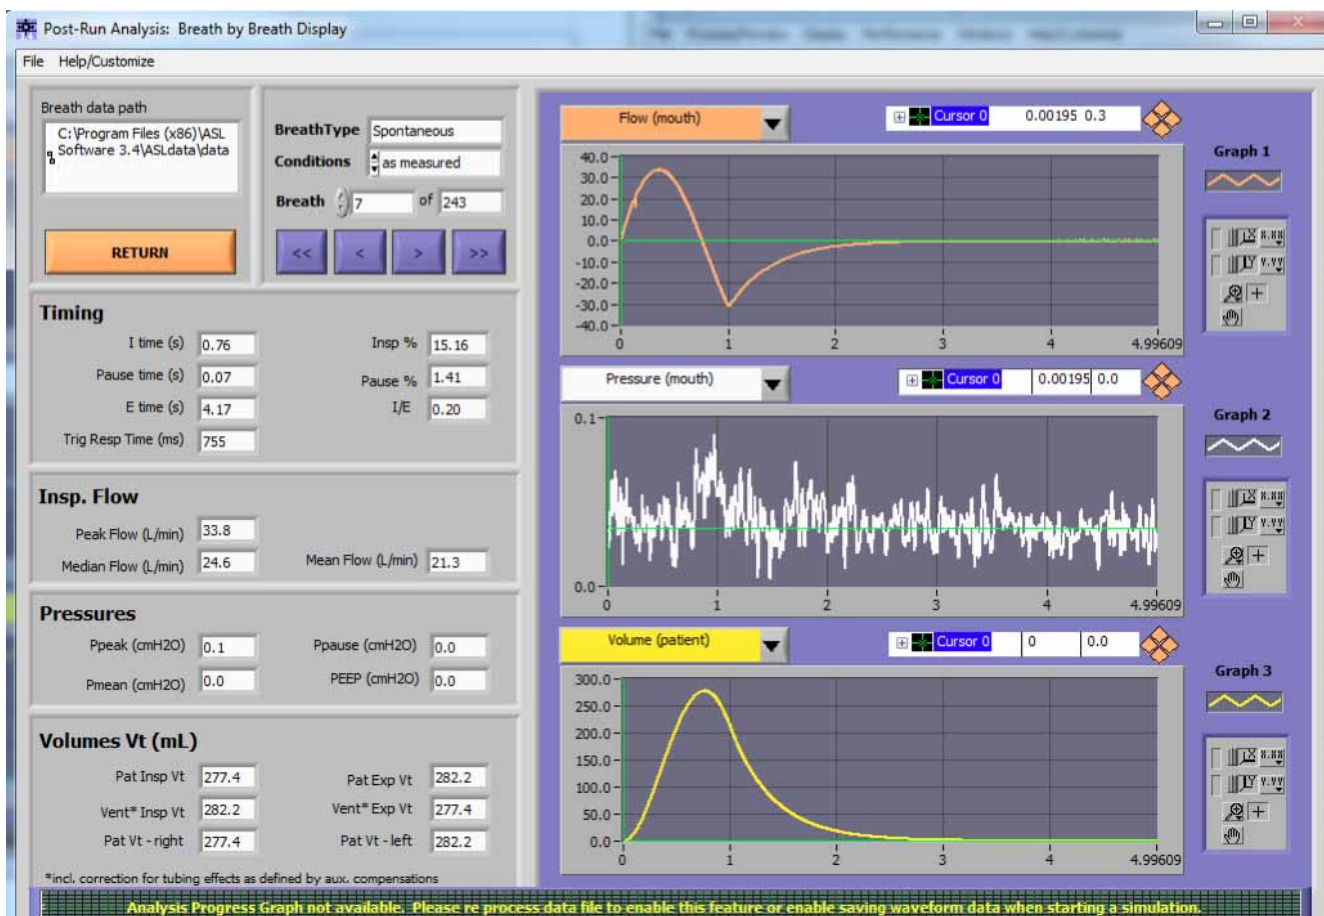 Post-Run Analysis: Breath by Breath Display
File Help/Customize
Breath data path
C:\Program Files (x86)\ASL
Software 3.4\ASLdata\data
RETURN
BreathType Spontaneous
Conditions as measured
Breath 7 of 243
<< < > >>
Timing
I time (s) 0.76 Insp % 15.16
Pause time (s) 0.07 Pause % 1.41
E time (s) 4.17 I/E 0.20
Trig Resp Time (ms) 755
Insp. Flow
Peak Flow (L/min) 33.8
Median Flow (L/min) 24.6 Mean Flow (L/min) 21.3
Pressures
Ppeak (cmH2O) 0.1 Ppause (cmH2O) 0.0
Pmean (cmH2O) 0.0 PEEP (cmH2O) 0.0
Volumes Vt (mL)
Pat Insp Vt 277.4 Pat Exp Vt 282.2
Vent* Insp Vt 282.2 Vent* Exp Vt 277.4
Pat Vt - right 277.4 Pat Vt - left 282.2
*incl. correction for tubing effects as defined by aux. compensations
Flow (mouth) Cursor 0 0.00195 0.3
Graph 1
40.0
30.0
20.0
10.0
0.0
-10.0
-20.0
-30.0
-40.0
0 1 2 3 4 4.99609
X X.XX
Y Y.YY
Pressure (mouth) Cursor 0 0.00195 0.0
Graph 2
0.1
0.0
0 1 2 3 4 4.99609
X X.XX
Y Y.YY
Volume (patient) Cursor 0 0 0.0
Graph 3
300.0
250.0
200.0
150.0
100.0
50.0
0.0
0 1 2 3 4 4.99609
X X.XX
Y Y.YY
Analysis Progress Graph not available. Please re process data file to enable this feature or enable saving waveform data when starting a simulation.